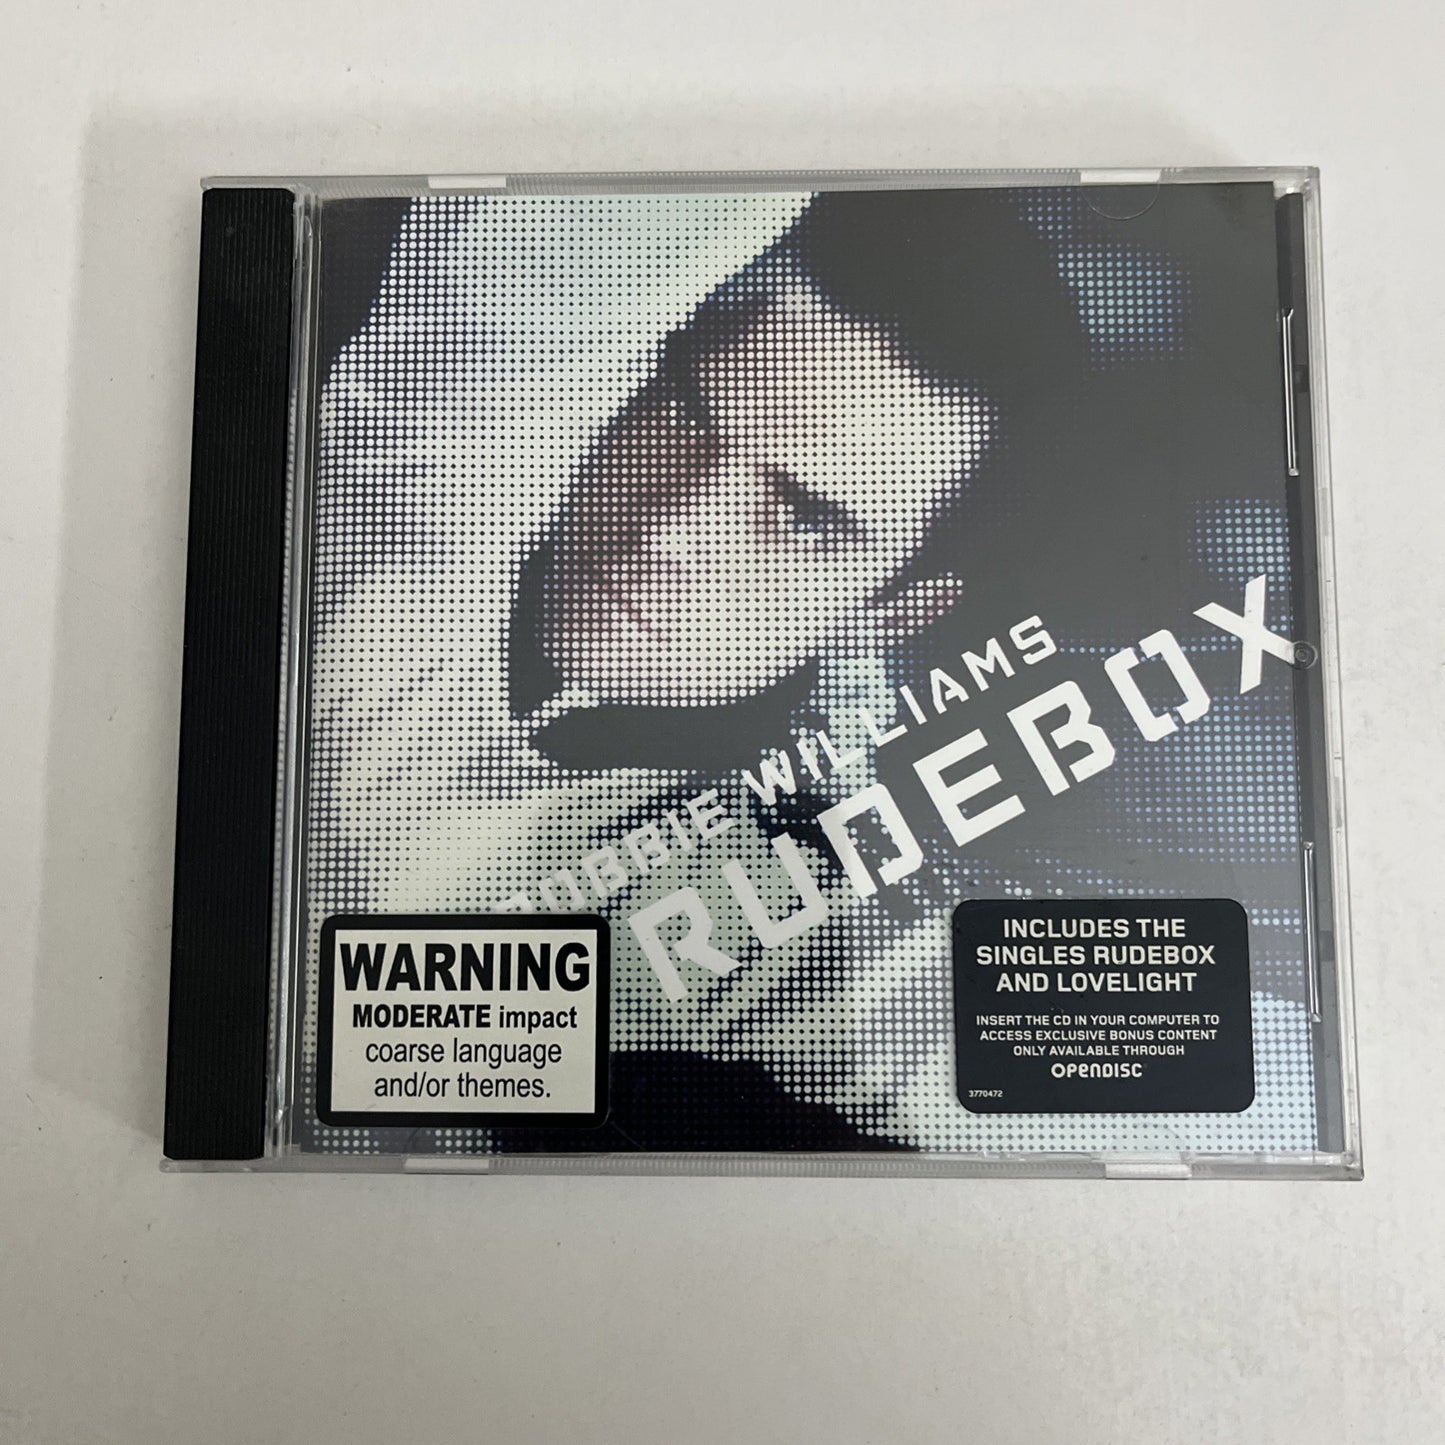 ROBBIE WILLIAMS
RUDEBOX
WARNING
MODERATE impact
coarse language
and/or themes.
INCLUDES THE
SINGLES RUDEBOX
AND LOVELIGHT
INSERT THE CD IN YOUR COMPUTER TO
ACCESS EXCLUSIVE BONUS CONTENT
ONLY AVAILABLE THROUGH
OPENDISC
3770472